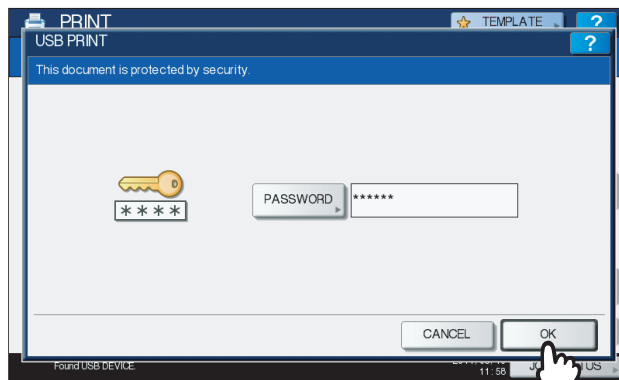 PRINT
TEMPLATE
?
USB PRINT
?
This document is protected by security.
* * * *
PASSWORD
******
CANCEL
OK
Found USB DEVICE.
11 : 58